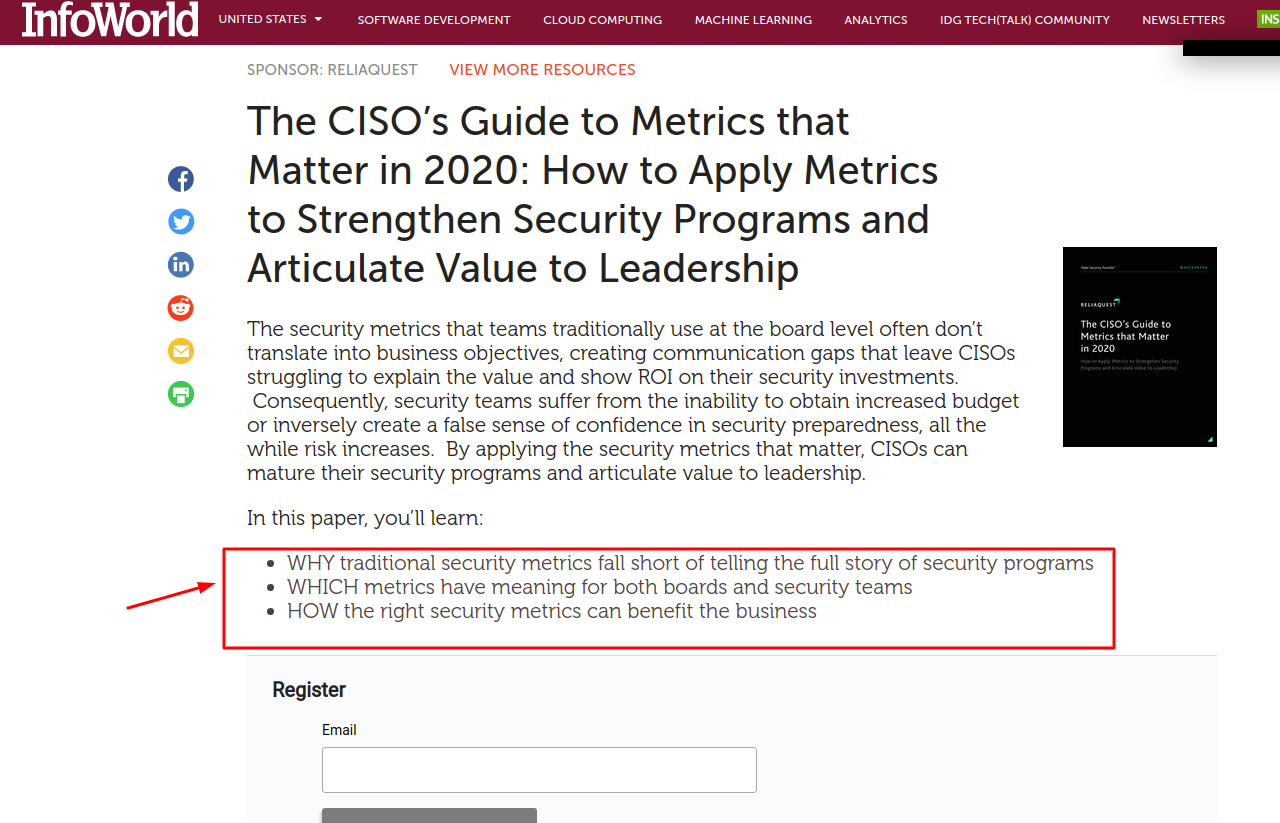 InfoWorld UNITED STATES SOFTWARE DEVELOPMENT CLOUD COMPUTING MACHINE LEARNING ANALYTICS IDG TECH(TALK) COMMUNITY NEWSLETTERS INS
SPONSOR: RELIAQUEST VIEW MORE RESOURCES
The CISO’s Guide to Metrics that
Matter in 2020: How to Apply Metrics
to Strengthen Security Programs and
Articulate Value to Leadership
The security metrics that teams traditionally use at the board level often don’t
translate into business objectives, creating communication gaps that leave CISOs
struggling to explain the value and show ROI on their security investments.
Consequently, security teams suffer from the inability to obtain increased budget
or inversely create a false sense of confidence in security preparedness, all the
while risk increases.  By applying the security metrics that matter, CISOs can
mature their security programs and articulate value to leadership.
Make Security Possible™ WHITEPAPER
RELIAQUEST
The CISO’s Guide to
Metrics that Matter
in 2020
How to Apply Metrics to Strengthen Security
Programs and Articulate Value to Leadership
In this paper, you’ll learn:
• WHY traditional security metrics fall short of telling the full story of security programs
• WHICH metrics have meaning for both boards and security teams
• HOW the right security metrics can benefit the business
Register
Email